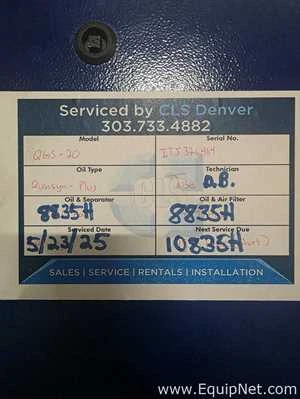 Serviced by CLS Denver
303.733.4882
Model Serial No.
QGS-20
Oil Type Technician
Quinsyn-Plus D.B.
Oil & Separator Oil & Air Filter
8835H 8835H
Serviced Date Next Service Due
5/23/25 10835H
SALES | SERVICE | RENTALS | INSTALLATION
www.EquipNet.com